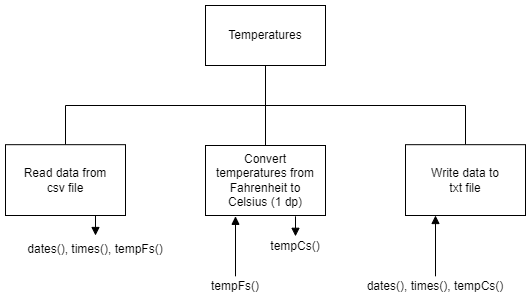 Temperatures
Read data from
csv file
Convert
temperatures from
Fahrenheit to
Celsius (1 dp)
Write data to
txt file
dates(), times(), tempFs()
tempCs()
tempFs()
dates(), times(), tempCs()